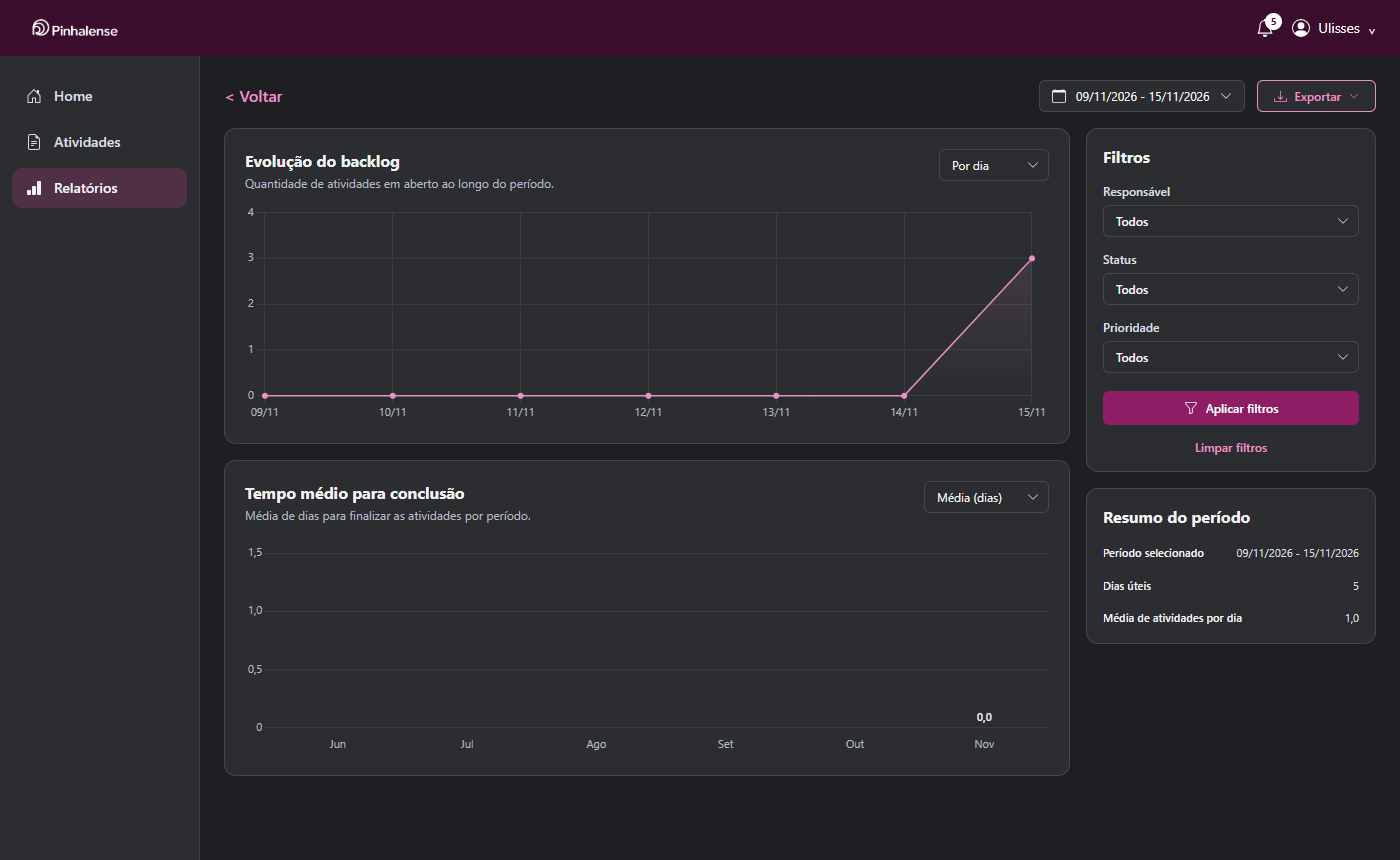 Pinhalense
5
Ulisses
Home
Atividades
Relatórios
< Voltar
09/11/2026 - 15/11/2026
Exportar
Evolução do backlog
Quantidade de atividades em aberto ao longo do período.
Por dia
4
3
2
1
0
09/11 10/11 11/11 12/11 13/11 14/11 15/11
Tempo médio para conclusão
Média de dias para finalizar as atividades por período.
Média (dias)
1,5
1,0
0,5
0
0,0
Jun Jul Ago Set Out Nov
Filtros
Responsável
Todos
Status
Todos
Prioridade
Todos
Aplicar filtros
Limpar filtros
Resumo do período
Período selecionado 09/11/2026 - 15/11/2026
Dias úteis 5
Média de atividades por dia 1,0